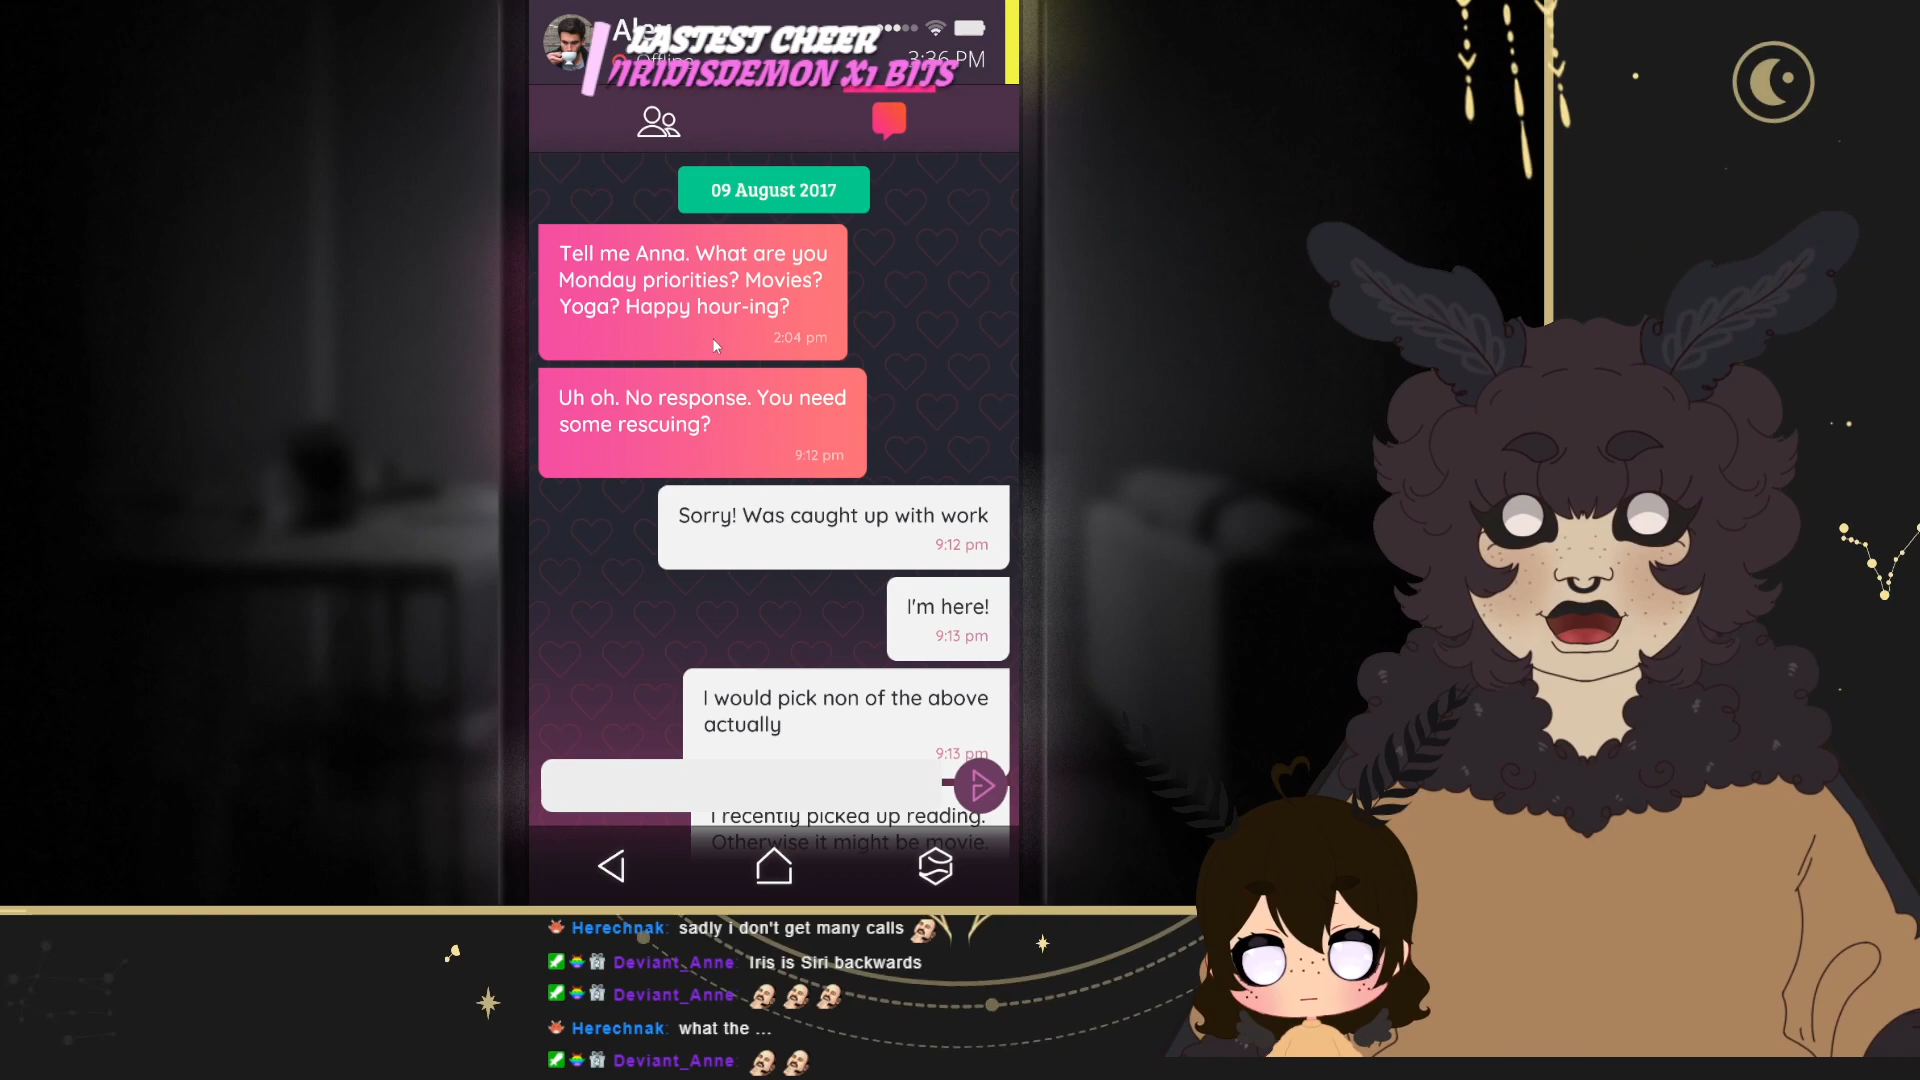 LASTEST CHEER
VIRIDISDEMON X1 BITS
3:36 PM
09 August 2017
Tell me Anna. What are you
Monday priorities? Movies?
Yoga? Happy hour-ing?
2:04 pm
Uh oh. No response. You need
some rescuing?
9:12 pm
Sorry! Was caught up with work
9:12 pm
I'm here!
9:13 pm
I would pick non of the above
actually
9:13 pm
I recently picked up reading.
Otherwise it might be movie.
Herechnak: sadly i don't get many calls
Deviant_Anne: Iris is Siri backwards
Deviant_Anne:
Herechnak: what the ...
Deviant_Anne: